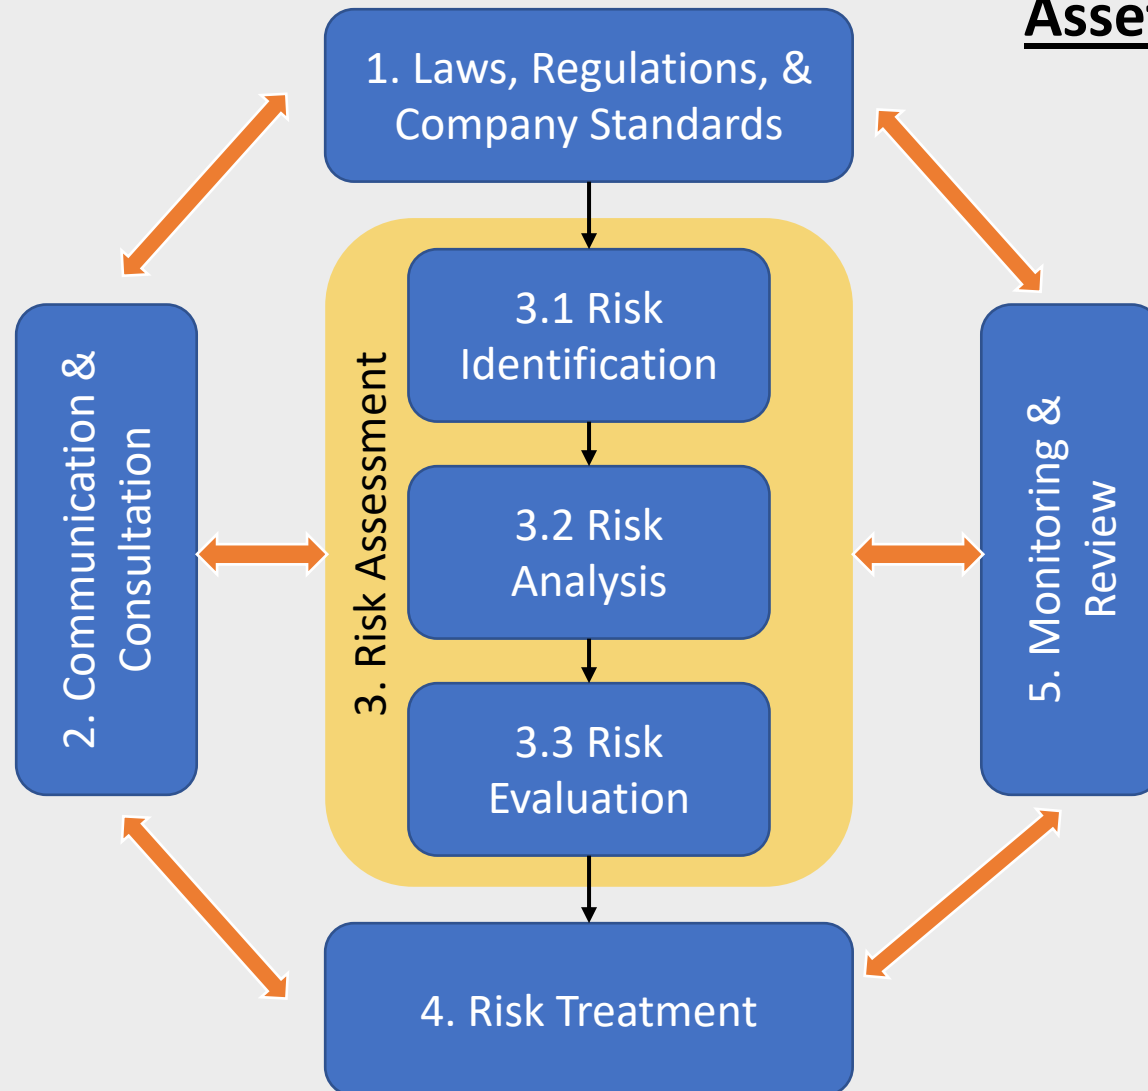 Asset
1. Laws, Regulations, &
Company Standards
2. Communication &
Consultation
3. Risk Assessment
3.1 Risk
Identification
3.2 Risk
Analysis
3.3 Risk
Evaluation
5. Monitoring &
Review
4. Risk Treatment